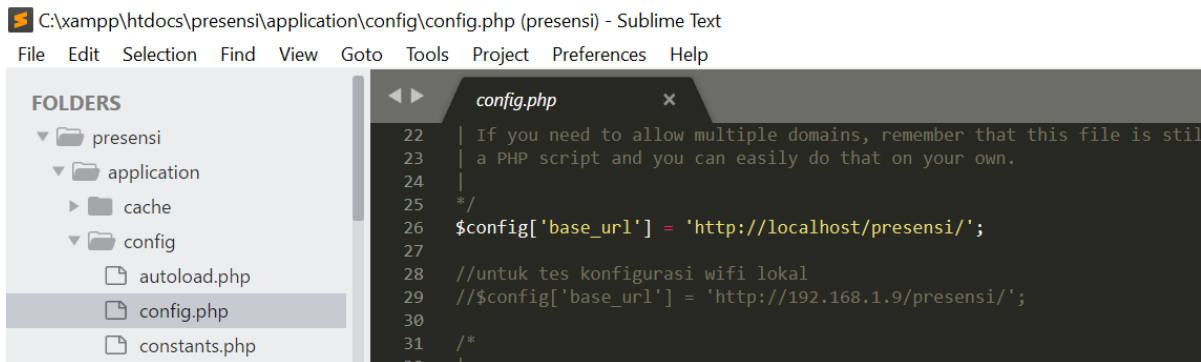 C:\xampp\htdocs\presensi\application\config\config.php (presensi) - Sublime Text
File Edit Selection Find View Goto Tools Project Preferences Help
FOLDERS
presensi
application
cache
config
autoload.php
config.php
constants.php
config.php ×
22 | If you need to allow multiple domains, remember that this file is
23 | a PHP script and you can easily do that on your own.
24 |
25 */
26 $config['base_url'] = 'http://localhost/presensi/';
27
28 //untuk tes konfigurasi wifi lokal
29 //$config['base_url'] = 'http://192.168.1.9/presensi/';
30
31 /*